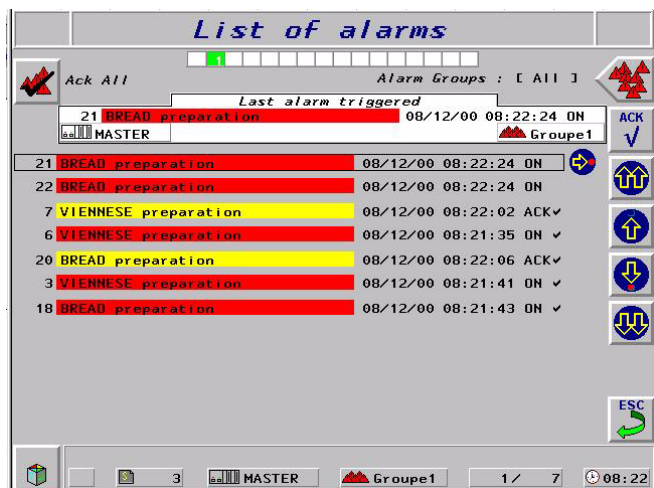 List of alarms
1
Ack All
Alarm Groups : [ All ]
Last alarm triggered
21 BREAD preparation 08/12/00 08:22:24 ON
MASTER Groupe1
ACK
21 BREAD preparation 08/12/00 08:22:24 ON
22 BREAD preparation 08/12/00 08:22:24 ON
7 VIENNESE preparation 08/12/00 08:22:02 ACK✓
6 VIENNESE preparation 08/12/00 08:21:35 ON ✓
20 BREAD preparation 08/12/00 08:22:06 ACK✓
3 VIENNESE preparation 08/12/00 08:21:41 ON ✓
18 BREAD preparation 08/12/00 08:21:43 ON ✓
ESC
3 MASTER Groupe1 1/ 7 08:22